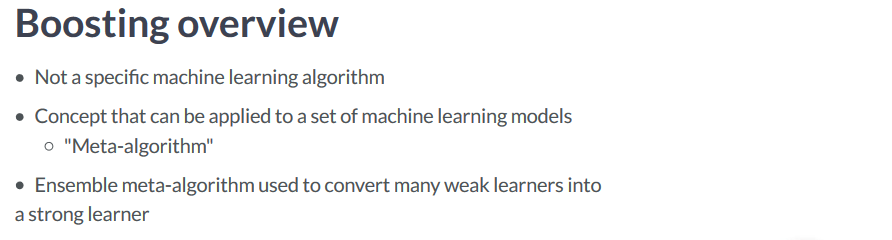 Boosting overview
• Not a specific machine learning algorithm
• Concept that can be applied to a set of machine learning models
○ "Meta-algorithm"
• Ensemble meta-algorithm used to convert many weak learners into
a strong learner